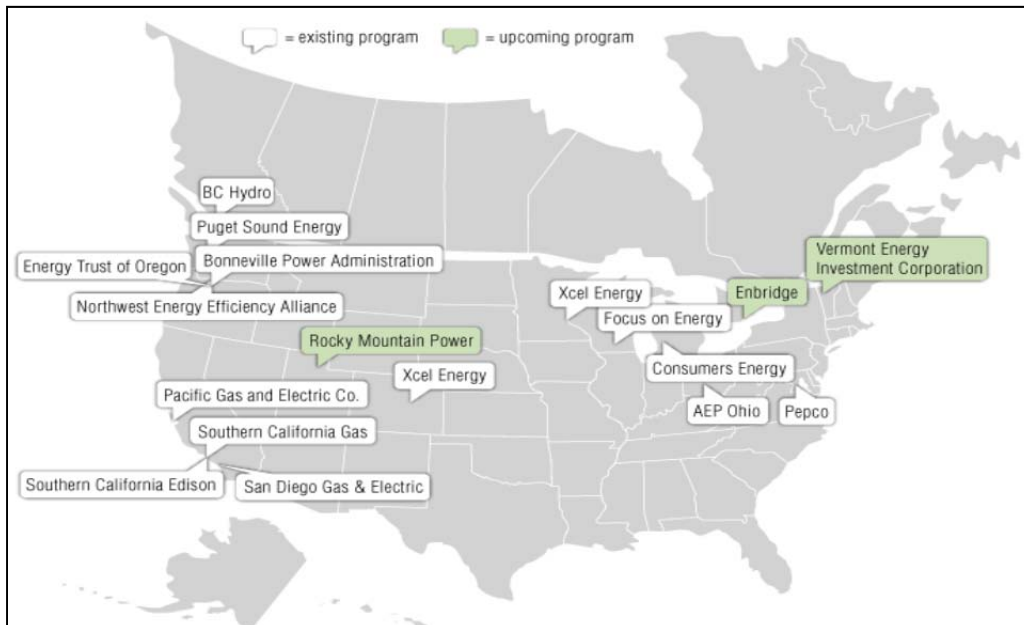 = existing program
= upcoming program
BC Hydro
Puget Sound Energy
Energy Trust of Oregon
Bonneville Power Administration
Northwest Energy Efficiency Alliance
Vermont Energy
Investment Corporation
Xcel Energy
Enbridge
Focus on Energy
Rocky Mountain Power
Consumers Energy
Xcel Energy
Pacific Gas and Electric Co.
AEP Ohio
Pepco
Southern California Gas
Southern California Edison
San Diego Gas & Electric